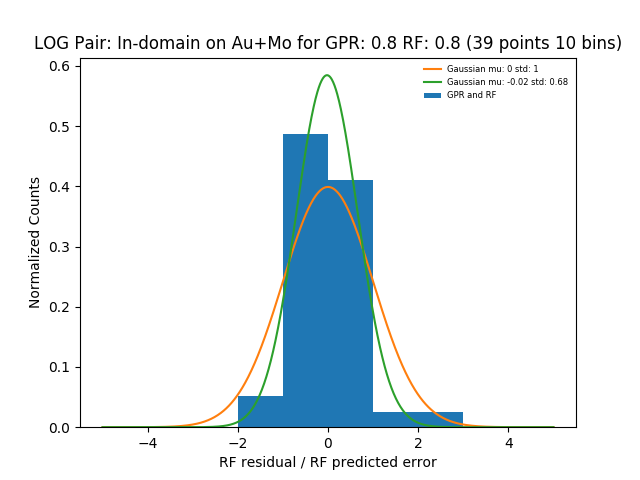 LOG Pair: In-domain on Au+Mo for GPR: 0.8 RF: 0.8 (39 points 10 bins)
Gaussian mu: 0 std: 1
Gaussian mu: -0.02 std: 0.68
GPR and RF
Normalized Counts
0.6
0.5
0.4
0.3
0.2
0.1
0.0
−4 −2 0 2 4
RF residual / RF predicted error